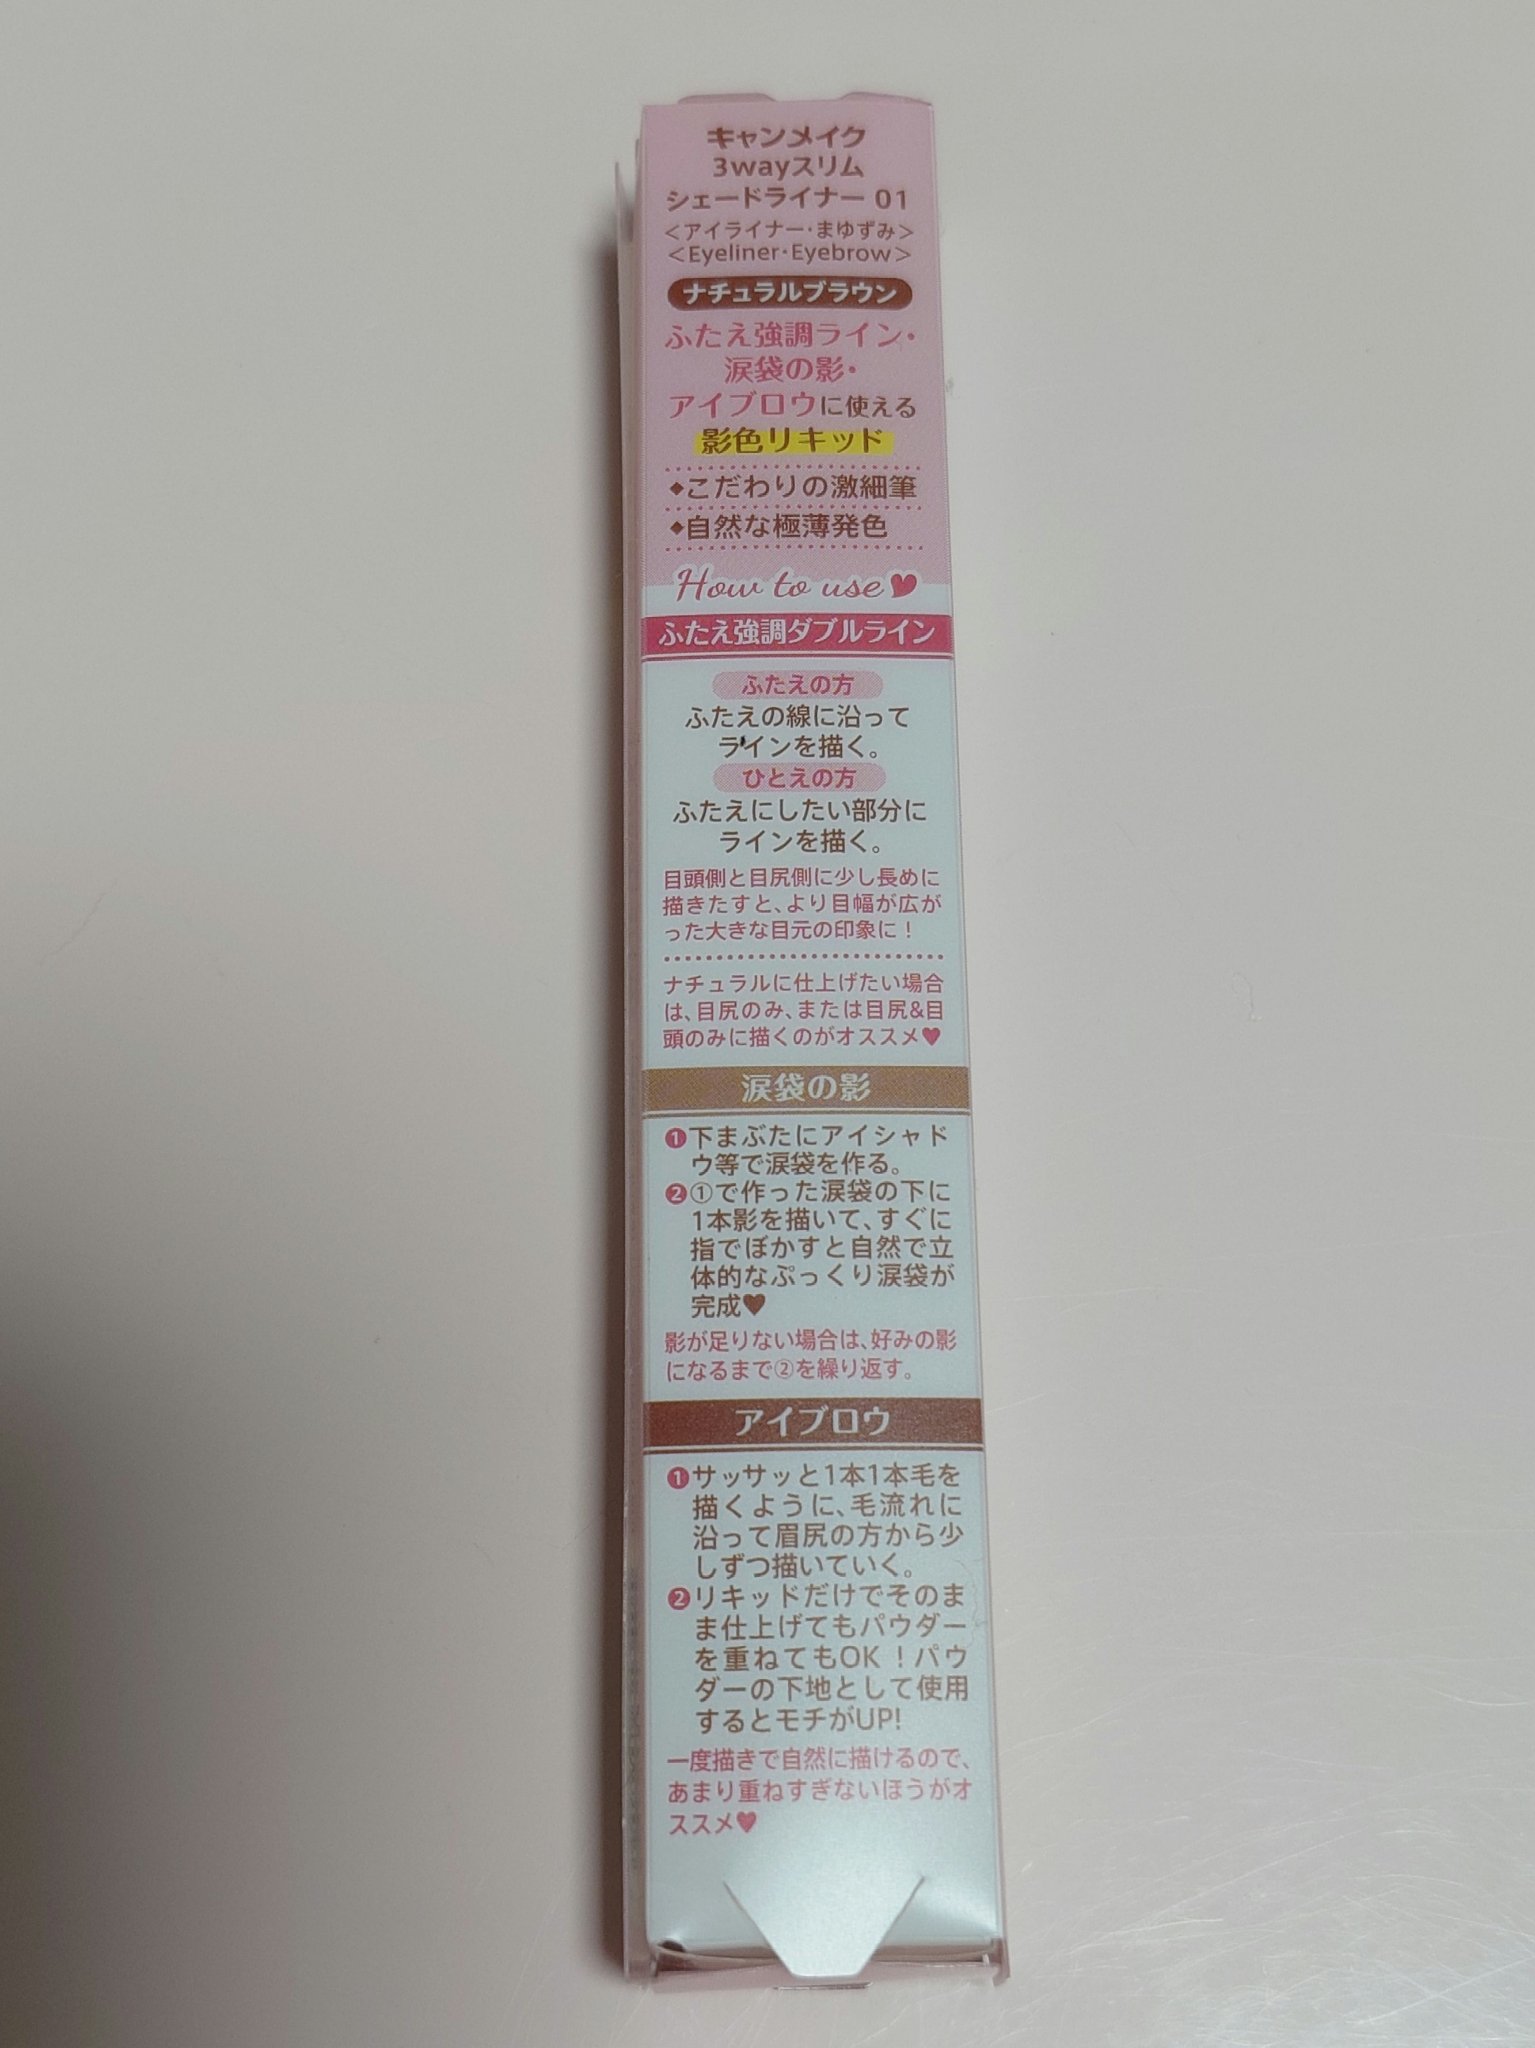 キャンメイク
3wayスリム
シェードライナー 01
<アイライナー・まゆずみ>
<Eyeliner・Eyebrow>
ナチュラルブラウン
ふたえ強調ライン・
涙袋の影・
アイブロウに使える
影色リキッド
◆こだわりの激細筆
◆自然な極薄発色
How to use♥
ふたえ強調ダブルライン
ふたえの方
ふたえの線に沿って
ラインを描く。
ひとえの方
ふたえにしたい部分に
ラインを描く。
目頭側と目尻側に少し長めに
描きたすと、より目幅が広が
った大きな目元の印象に!
ナチュラルに仕上げたい場合
は、目尻のみ、または目尻&目
頭のみに描くのがオススメ♥
涙袋の影
❶下まぶたにアイシャド
ウ等で涙袋を作る。
❷①で作った涙袋の下に
1本影を描いて、すぐに
指でぼかすと自然で立
体的なぷっくり涙袋が
完成♥
影が足りない場合は、好みの影
になるまで②を繰り返す。
アイブロウ
❶サッサッと1本1本毛を
描くように、毛流れに
沿って眉尻の方から少
しずつ描いていく。
❷リキッドだけでそのま
ま仕上げてもパウダー
を重ねてもOK!パウ
ダーの下地として使用
するとモチがUP!
一度描きで自然に描けるので、
あまり重ねすぎないほうがオ
ススメ♥